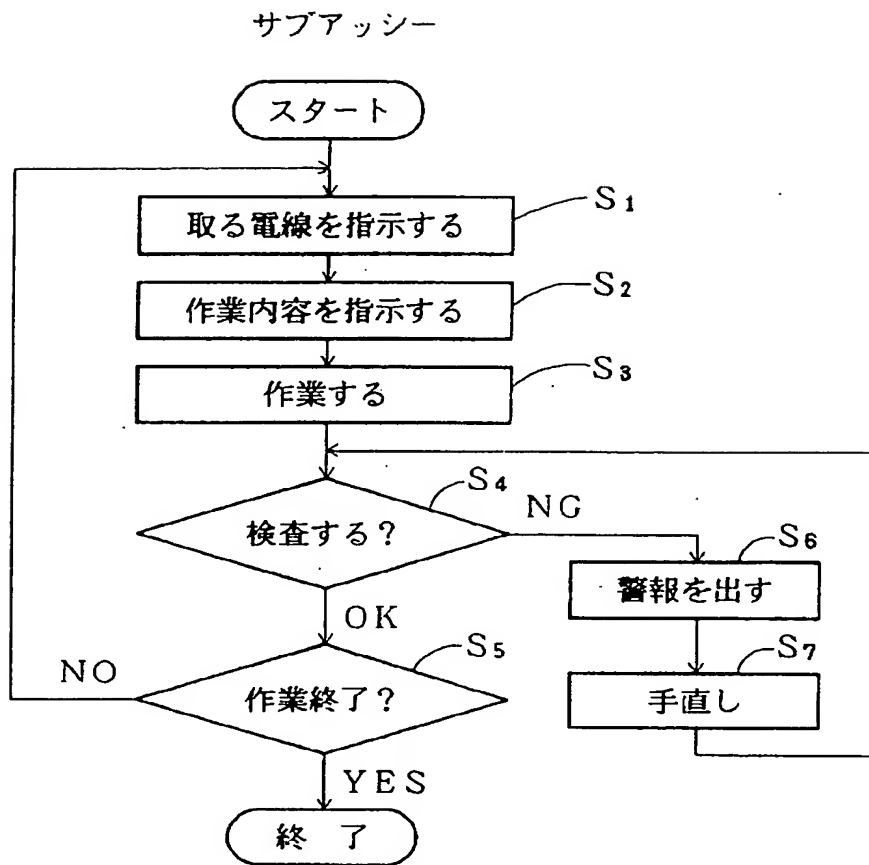 サブアッシー
スタート
取る電線を指示する
S1
作業内容を指示する
S2
作業する
S3
S4
検査する?
NG
S6
警報を出す
OK
S5
S7
NO
作業終了?
手直し
YES
終 了